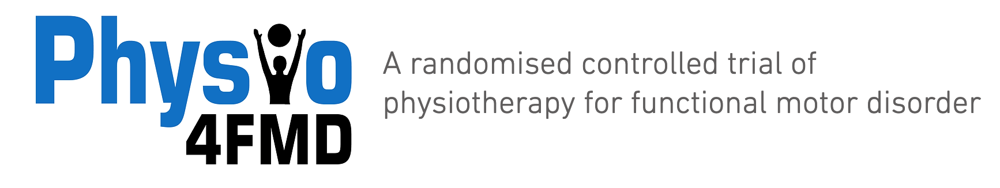 Physio
4FMD
A randomised controlled trial of
physiotherapy for functional motor disorder